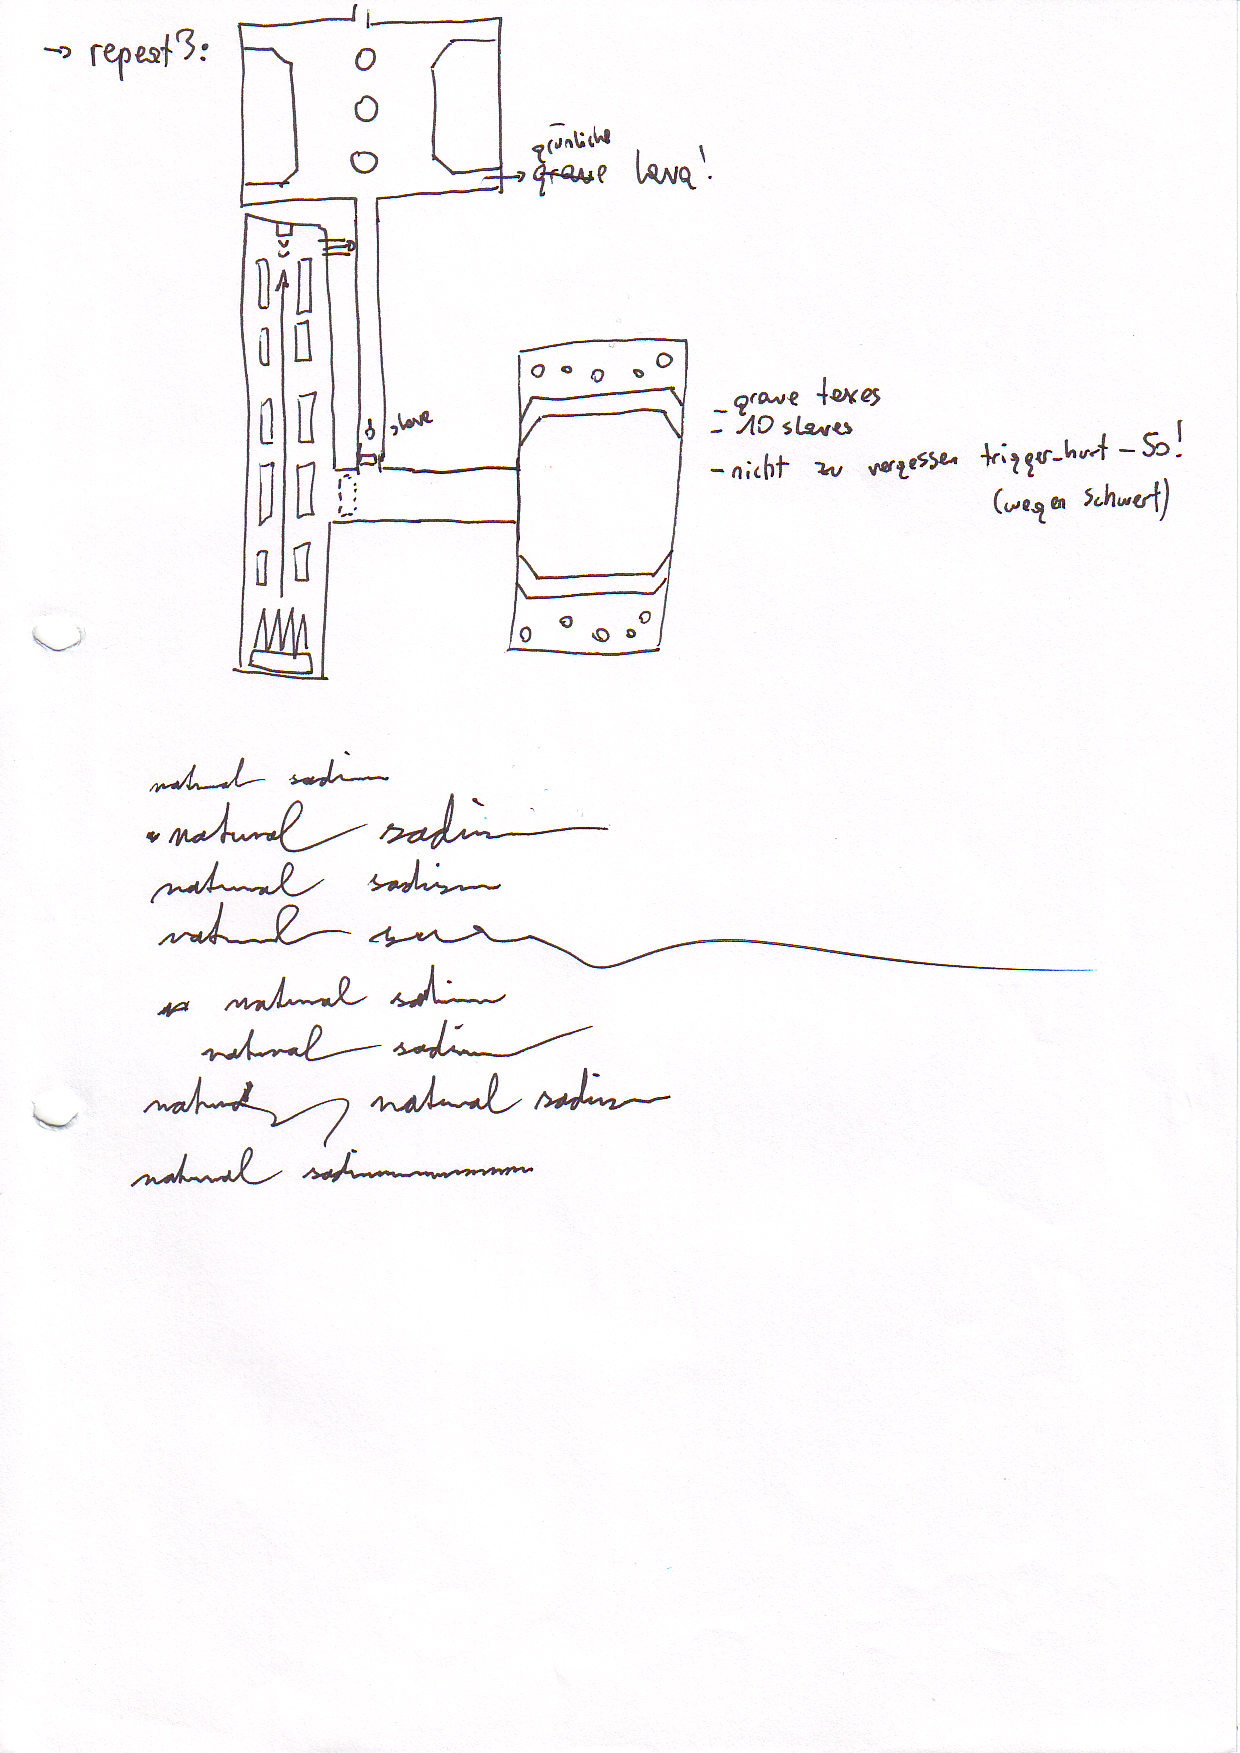 → repeat3:
grünliche
graue lava!
slave
- graue texes
- 10 slaves
- nicht zu vergessen trigger_hurt - 50!
(wegen schwert)
natural sadism
natural sadism
natural sadism
natural
natural sadism
natural sadism
natural natural sadism
natural sadism